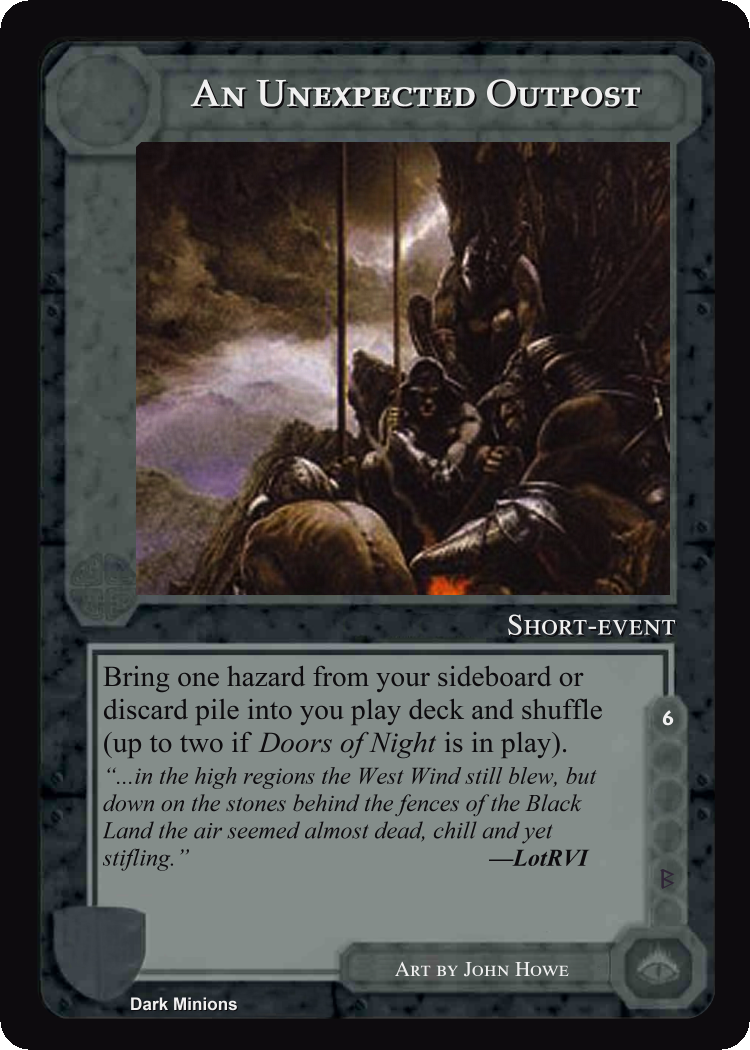 An Unexpected Outpost
Short-event
Bring one hazard from your sideboard or
discard pile into you play deck and shuffle
(up to two if Doors of Night is in play).
6
“...in the high regions the West Wind still blew, but
down on the stones behind the fences of the Black
Land the air seemed almost dead, chill and yet
stifling.” —LotRVI
B
Art by John Howe
Dark Minions